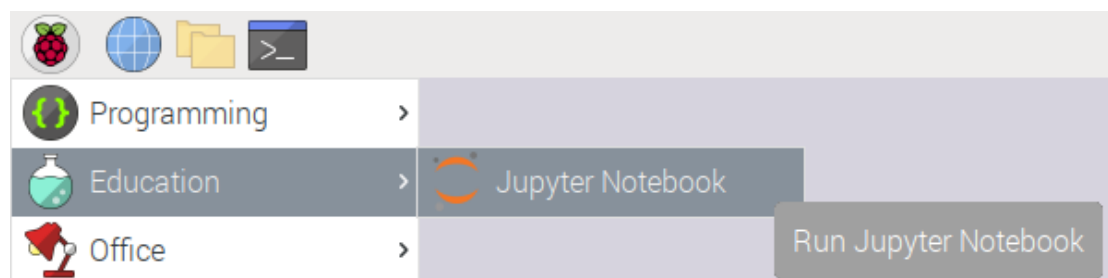 >_
Programming
Education
Jupyter Notebook
Office
Run Jupyter Notebook